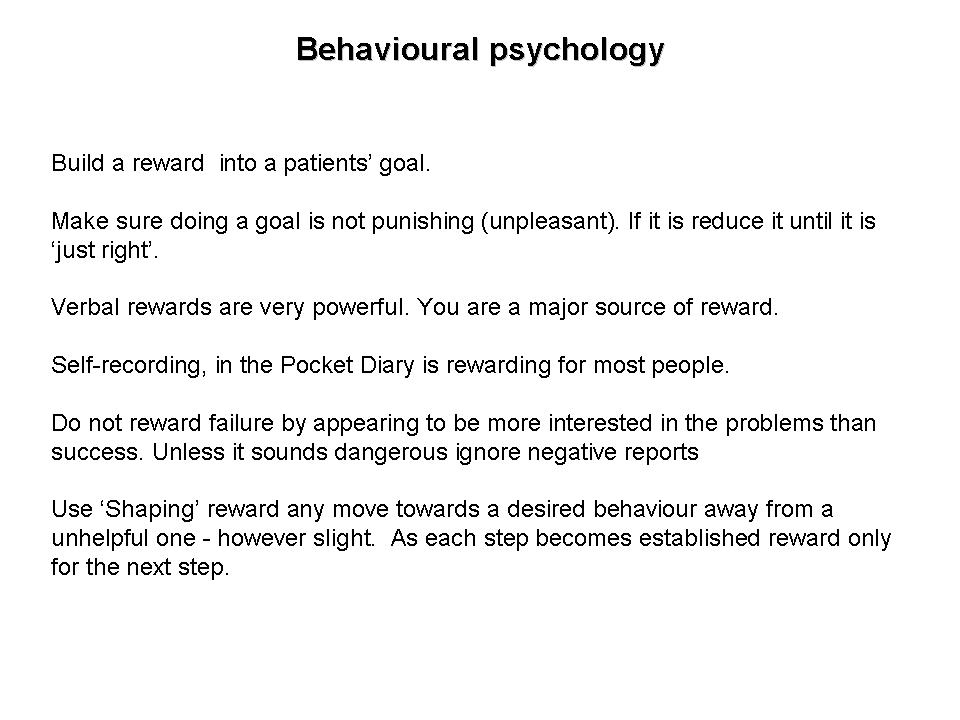 Behavioural psychology
Build a reward  into a patients’ goal.
Make sure doing a goal is not punishing (unpleasant). If it is reduce it until it is
‘just right’.
Verbal rewards are very powerful. You are a major source of reward.
Self-recording, in the Pocket Diary is rewarding for most people.
Do not reward failure by appearing to be more interested in the problems than
success. Unless it sounds dangerous ignore negative reports
Use ‘Shaping’ reward any move towards a desired behaviour away from a
unhelpful one - however slight.  As each step becomes established reward only
for the next step.